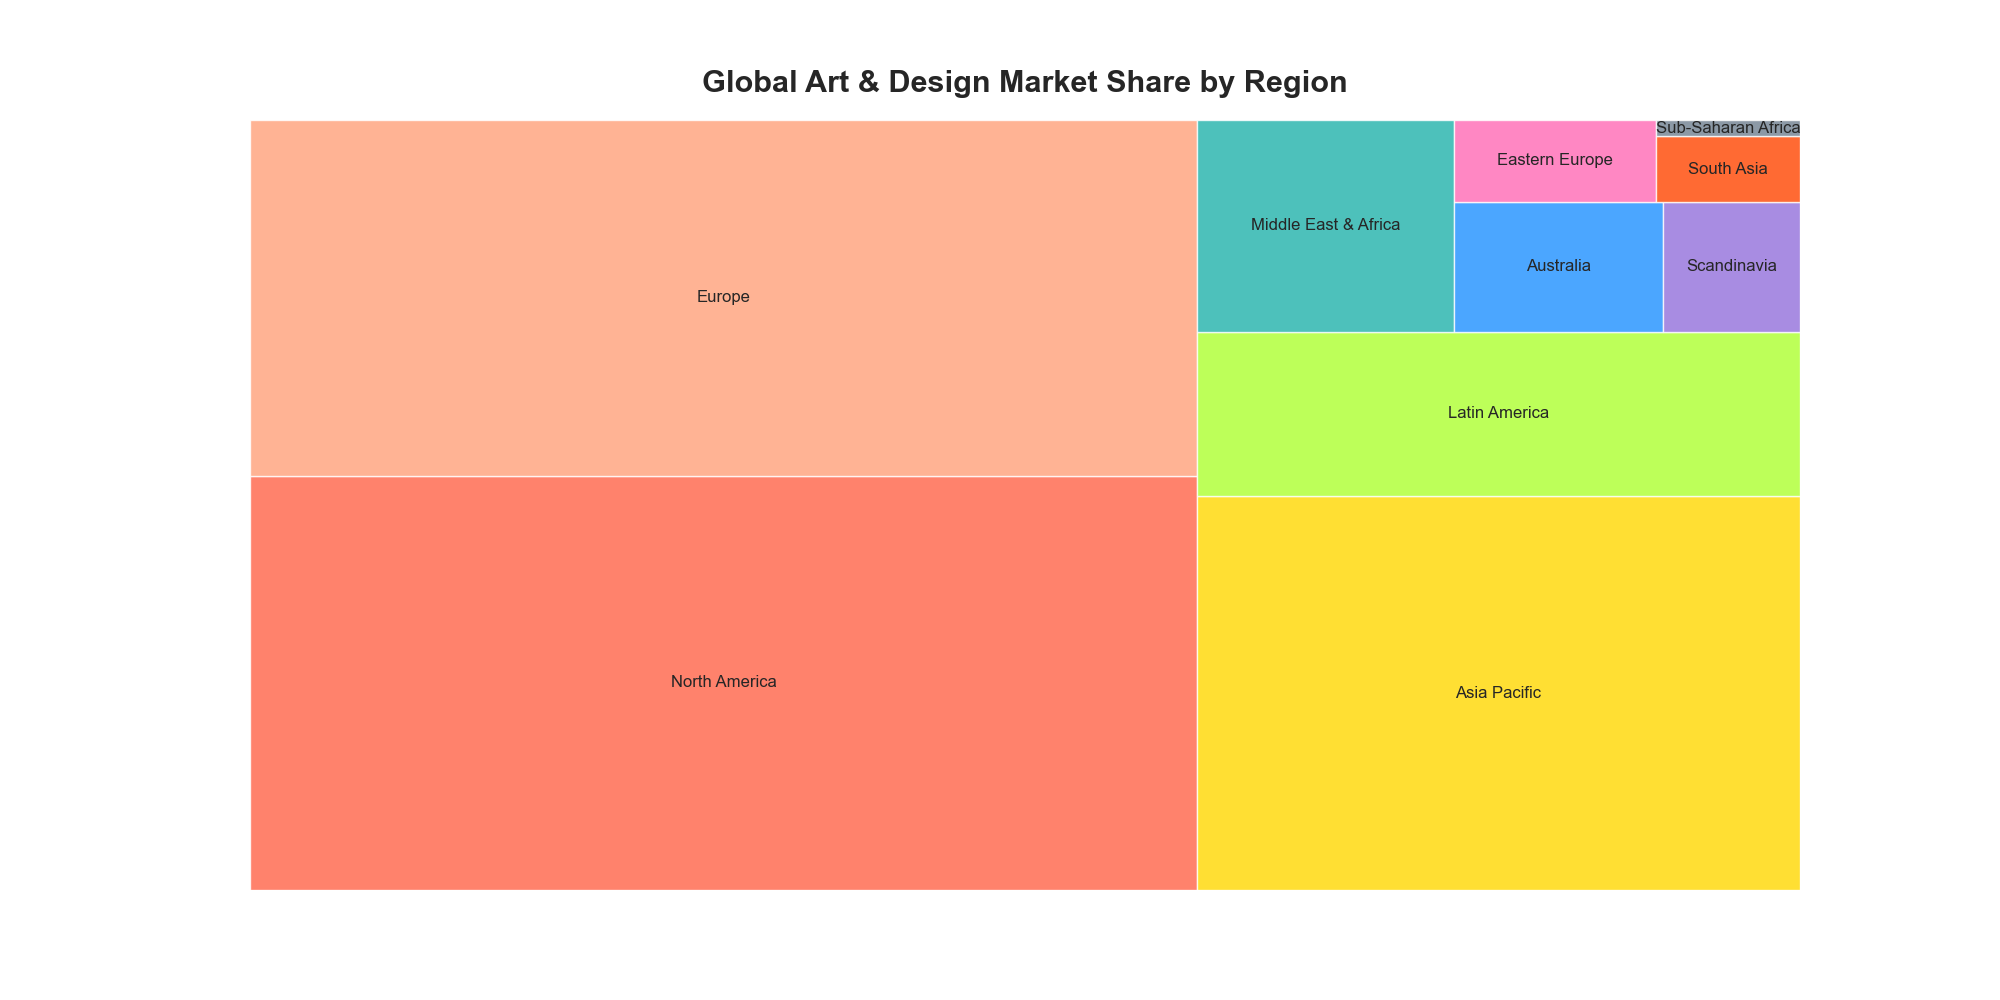 Global Art & Design Market Share by Region
Sub-Saharan Africa
Eastern Europe
South Asia
Middle East & Africa
Australia
Scandinavia
Europe
Latin America
North America
Asia Pacific